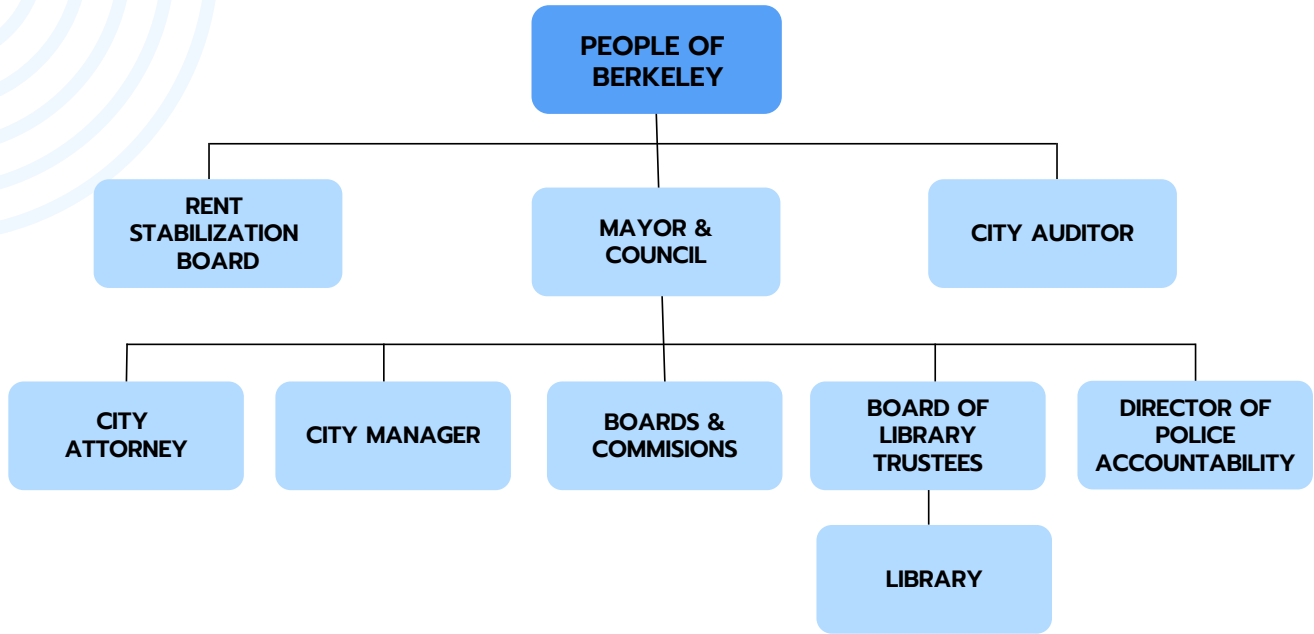 PEOPLE OF
BERKELEY
RENT
STABILIZATION
BOARD
MAYOR &
COUNCIL
CITY AUDITOR
CITY
ATTORNEY
CITY MANAGER
BOARDS &
COMMISIONS
BOARD OF
LIBRARY
TRUSTEES
DIRECTOR OF
POLICE
ACCOUNTABILITY
LIBRARY